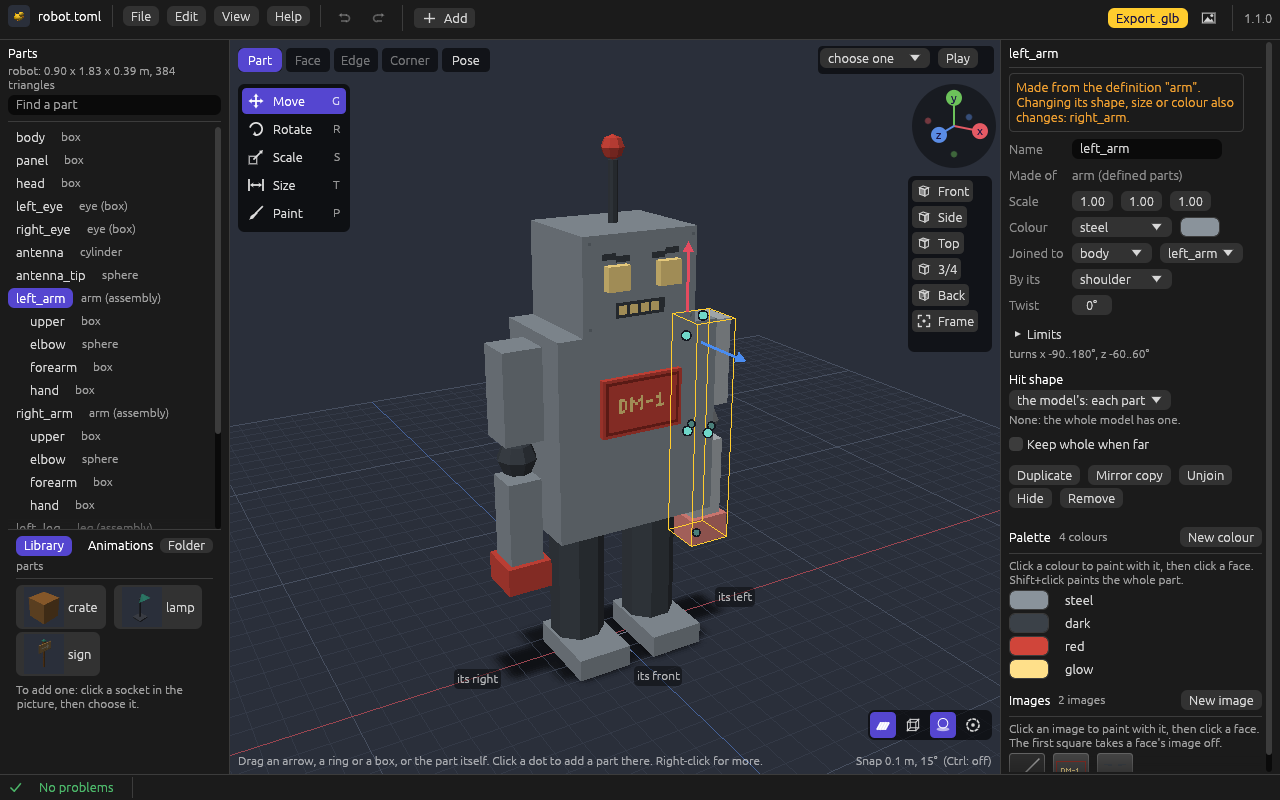 robot.toml File Edit View Help + Add Export .glb 1.1.0
Parts
robot: 0.90 x 1.83 x 0.39 m, 384
triangles
Find a part
body box
panel box
head box
left_eye eye (box)
right_eye eye (box)
antenna cylinder
antenna_tip sphere
left_arm arm (assembly)
upper box
elbow sphere
forearm box
hand box
right_arm arm (assembly)
upper box
elbow sphere
forearm box
hand box
left_leg leg (assembly)
Library Animations Folder
parts
crate lamp
sign
To add one: click a socket in the
picture, then choose it.
Part Face Edge Corner Pose
Move G
Rotate R
Scale S
Size T
Paint P
choose one Play
y
x
z
Front
Side
Top
3/4
Back
Frame
DM-1
its left
its right
its front
Drag an arrow, a ring or a box, or the part itself. Click a dot to add a part there. Right-click for more.
Snap 0.1 m, 15° (Ctrl: off)
left_arm
Made from the definition "arm".
Changing its shape, size or colour also
changes: right_arm.
Name left_arm
Made of arm (defined parts)
Scale 1.00 1.00 1.00
Colour steel
Joined to body left_arm
By its shoulder
Twist 0°
Limits
turns x -90..180°, z -60..60°
Hit shape
the model's: each part
None: the whole model has one.
Keep whole when far
Duplicate Mirror copy Unjoin
Hide Remove
Palette 4 colours New colour
Click a colour to paint with it, then click a face.
Shift+click paints the whole part.
steel
dark
red
glow
Images 2 images New image
Click an image to paint with it, then click a face.
The first square takes a face's image off.
DM-1
No problems